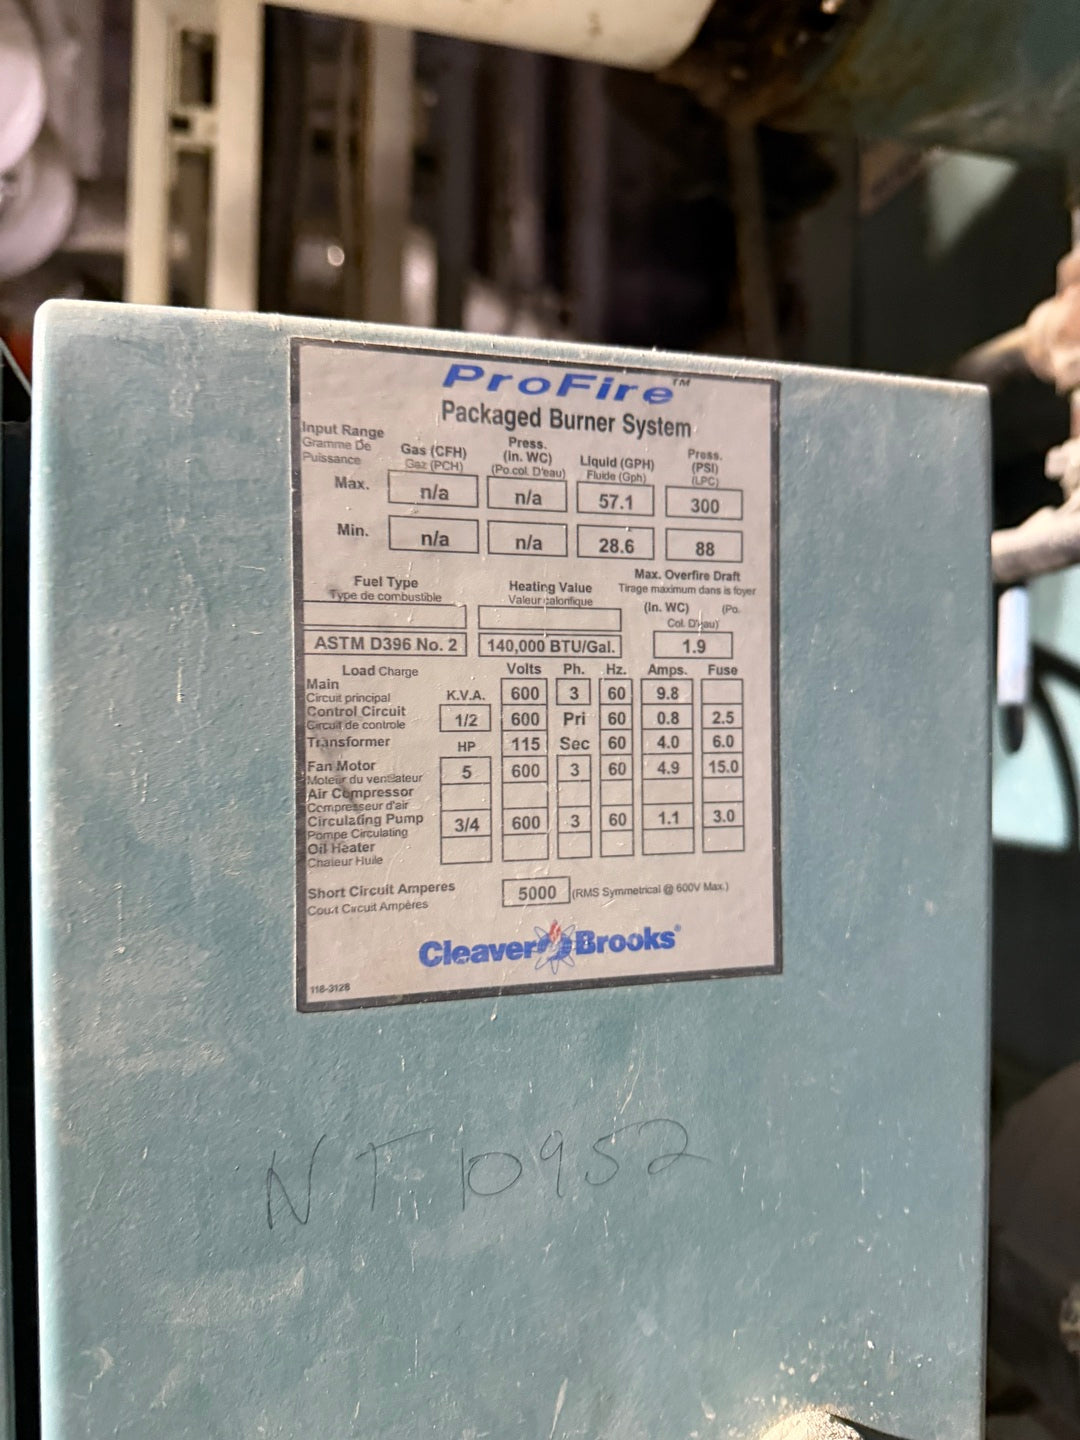 ProFire™
Packaged Burner System
Input Range
Gramme De
Puissance
Gas (CFH)
Gaz (PCH)
Press.
(In. WC)
(Po.col. D'eau)
Liquid (GPH)
Fluide (Gph)
Press.
(PSI)
(LPC)
Max. n/a n/a 57.1 300
Min. n/a n/a 28.6 88
Fuel Type
Type de combustible
Heating Value
Valeur calorifique
Max. Overfire Draft
Tirage maximum dans is foyer
(In. WC) (Po.
Col. D'eau)
ASTM D396 No. 2 140,000 BTU/Gal. 1.9
Load Charge Volts Ph. Hz. Amps. Fuse
Main
Circuit principal K.V.A. 600 3 60 9.8
Control Circuit
Circuit de controle 1/2 600 Pri 60 0.8 2.5
Transformer HP 115 Sec 60 4.0 6.0
Fan Motor
Moteur du ventilateur 5 600 3 60 4.9 15.0
Air Compressor
Compresseur d'air
Circulating Pump
Pompe Circulating 3/4 600 3 60 1.1 3.0
Oil Heater
Chaleur Huile
Short Circuit Amperes
Court Circuit Ampères
5000 (RMS Symmetrical @ 600V Max.)
Cleaver Brooks®
118-3128
NT 10952